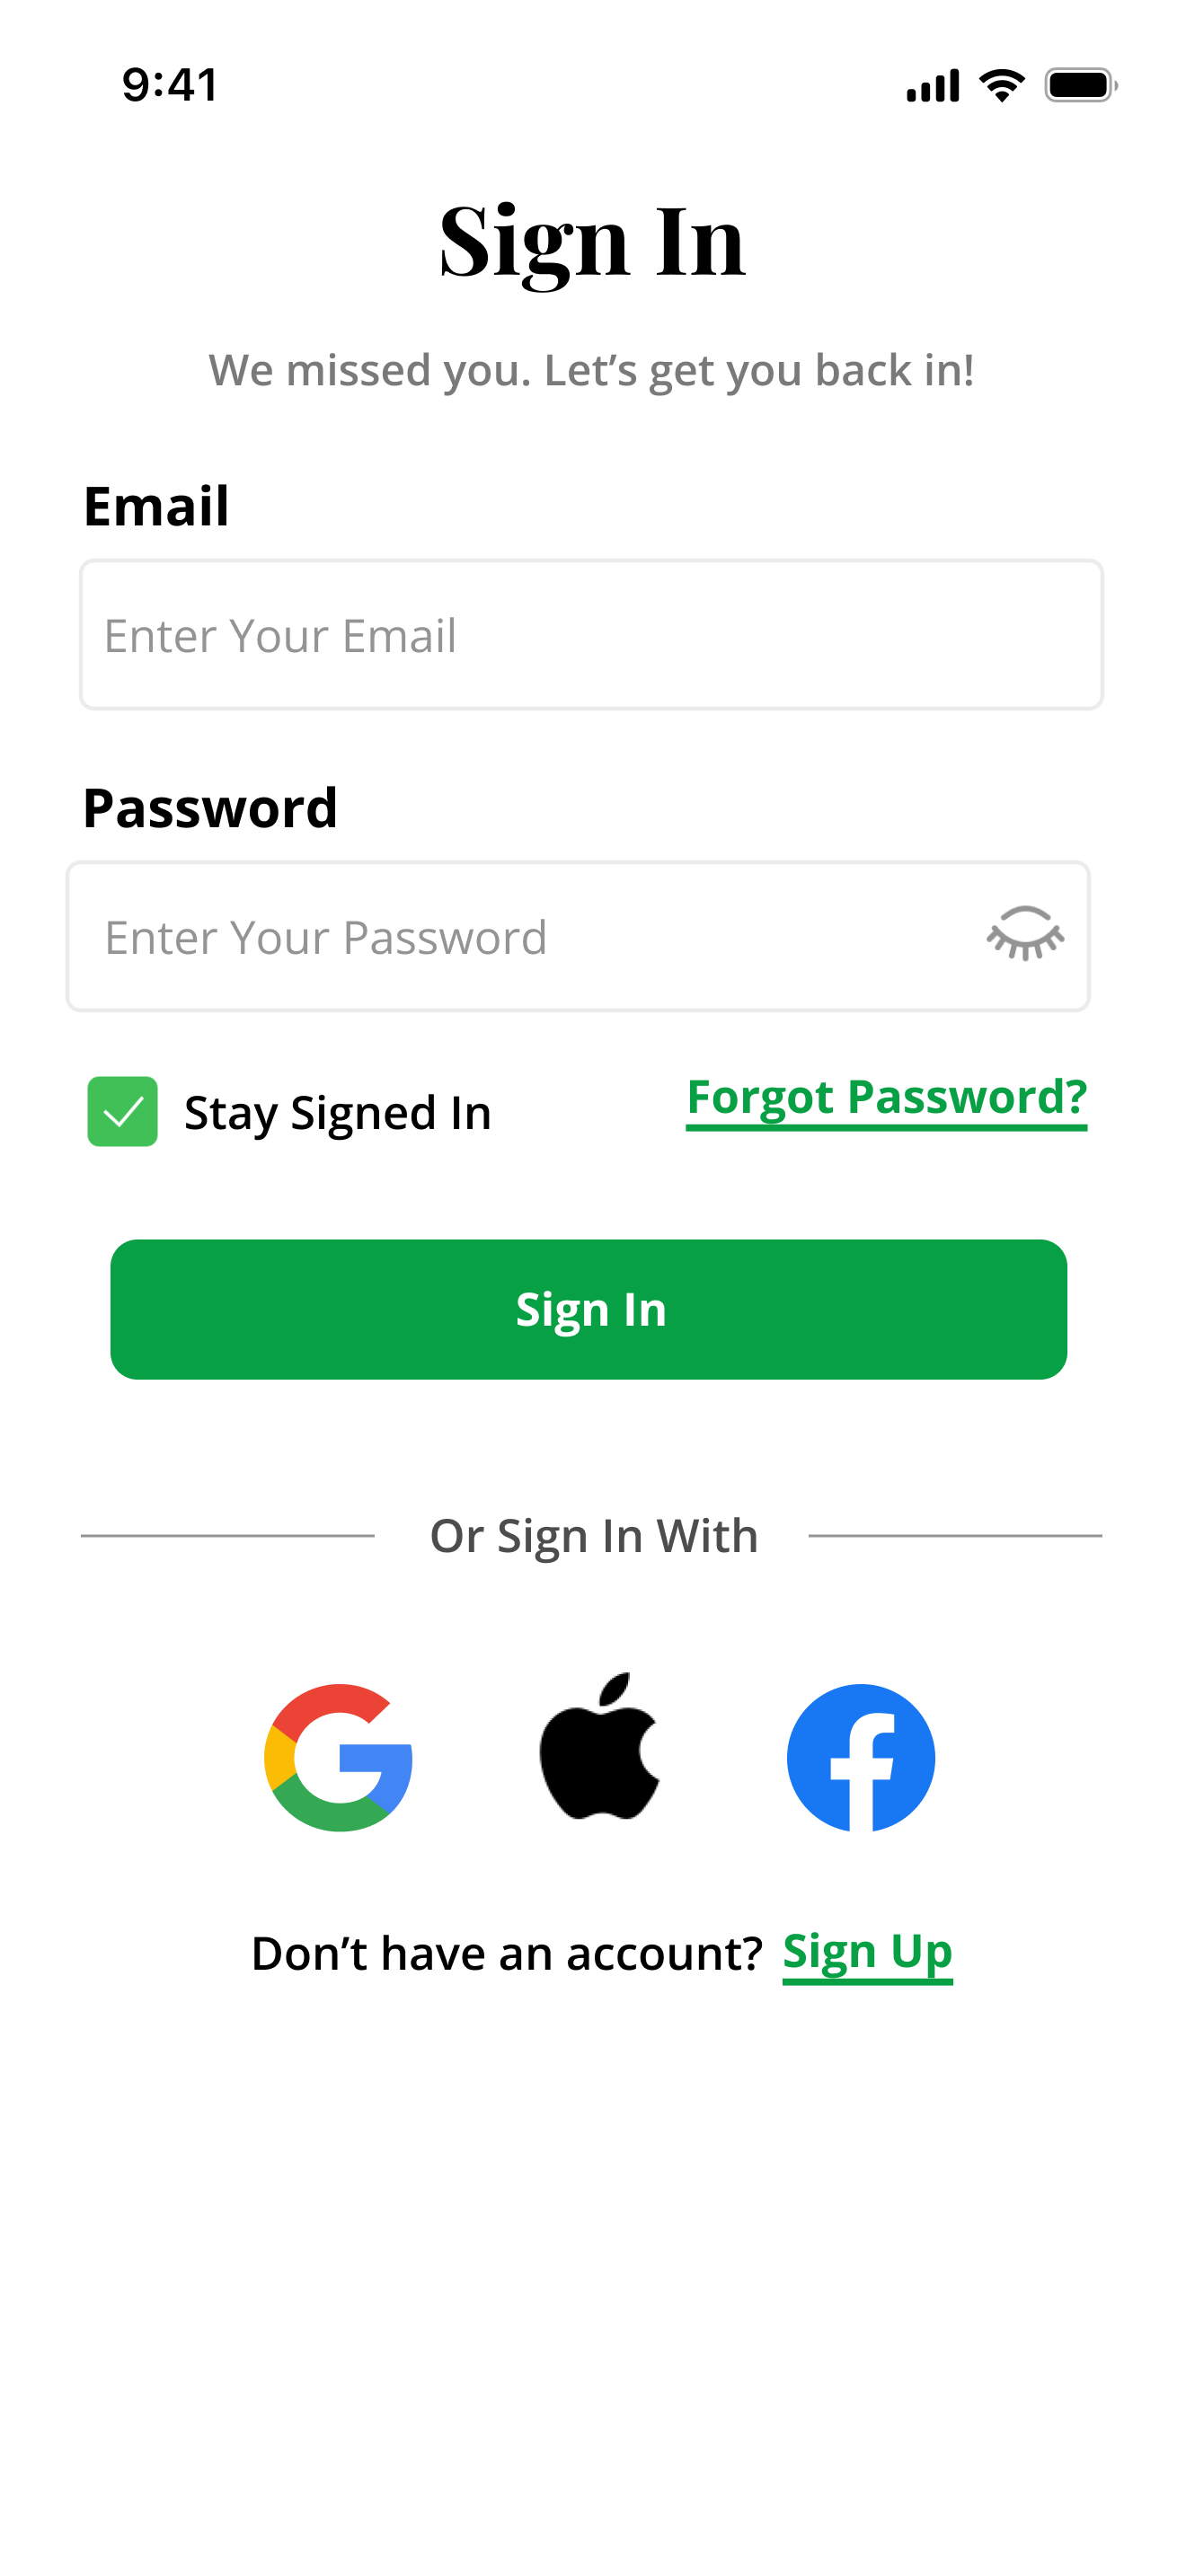 9:41
Sign In
We missed you. Let’s get you back in!
Email
Enter Your Email
Password
Enter Your Password
Stay Signed In
Forgot Password?
Sign In
Or Sign In With
Don’t have an account? Sign Up